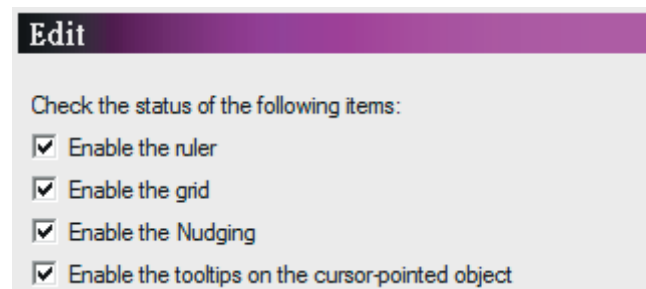 Edit
Check the status of the following items:
Enable the ruler
Enable the grid
Enable the Nudging
Enable the tooltips on the cursor-pointed object